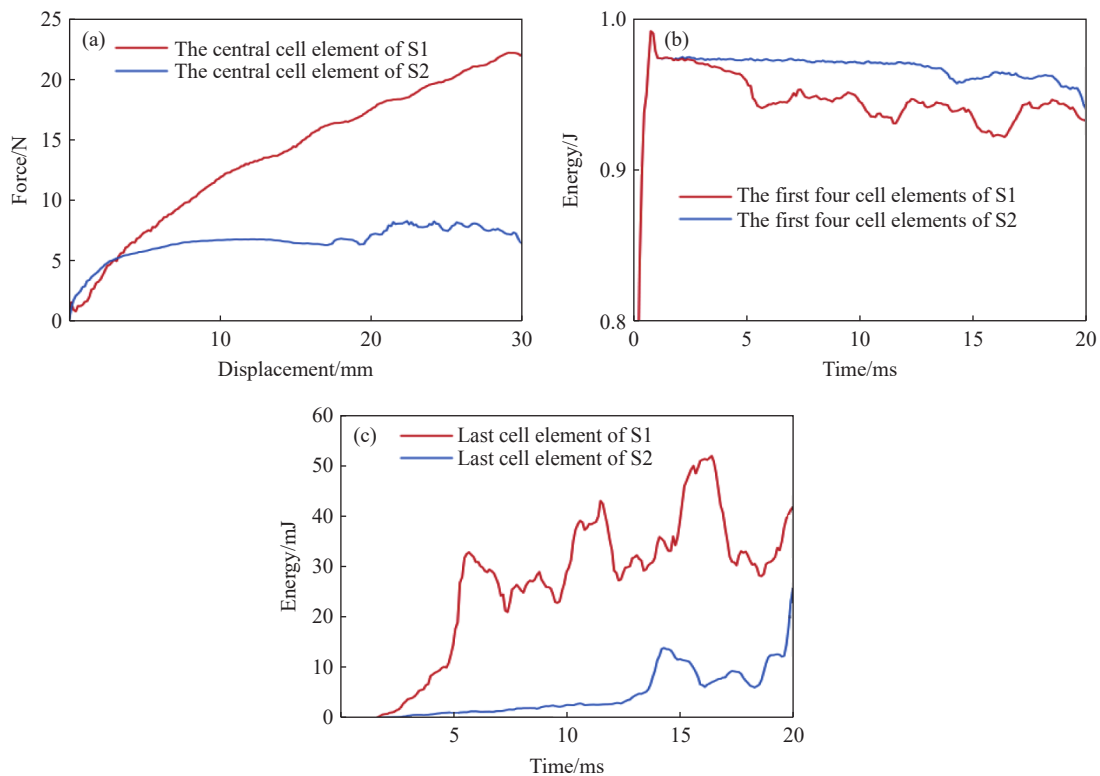 (a)
The central cell element of S1
The central cell element of S2
Force/N
25
20
15
10
5
0
10
20
30
Displacement/mm
(b)
The first four cell elements of S1
The first four cell elements of S2
Energy/J
1.0
0.9
0.8
0
5
10
15
20
Time/ms
(c)
Last cell element of S1
Last cell element of S2
Energy/mJ
60
50
40
30
20
10
0
5
10
15
20
Time/ms